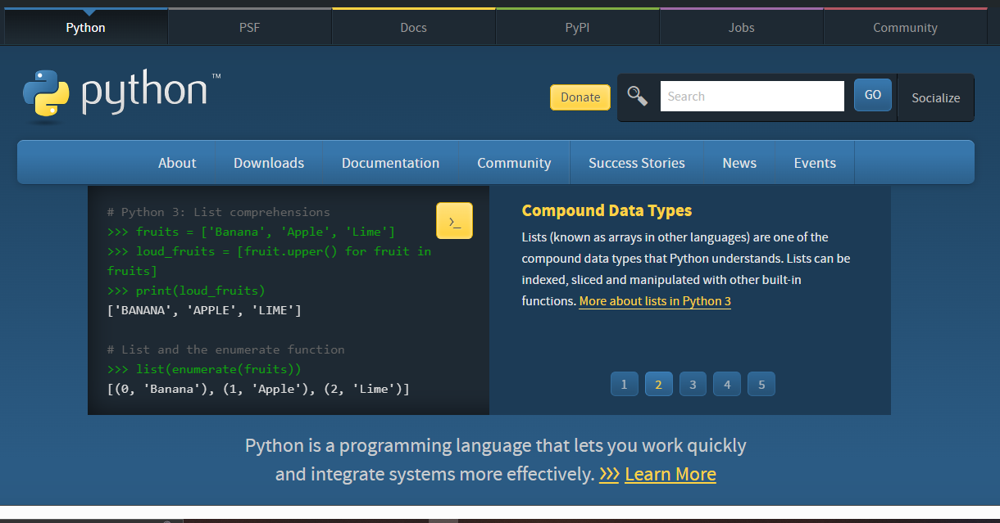 Python PSF Docs PyPI Jobs Community
python™
Donate Search GO Socialize
About Downloads Documentation Community Success Stories News Events
# Python 3: List comprehensions
>>> fruits = ['Banana', 'Apple', 'Lime']
>>> loud_fruits = [fruit.upper() for fruit in
fruits]
>>> print(loud_fruits)
['BANANA', 'APPLE', 'LIME']
# List and the enumerate function
>>> list(enumerate(fruits))
[(0, 'Banana'), (1, 'Apple'), (2, 'Lime')]
>_
Compound Data Types
Lists (known as arrays in other languages) are one of the
compound data types that Python understands. Lists can be
indexed, sliced and manipulated with other built-in
functions. More about lists in Python 3
1 2 3 4 5
Python is a programming language that lets you work quickly
and integrate systems more effectively. >>> Learn More